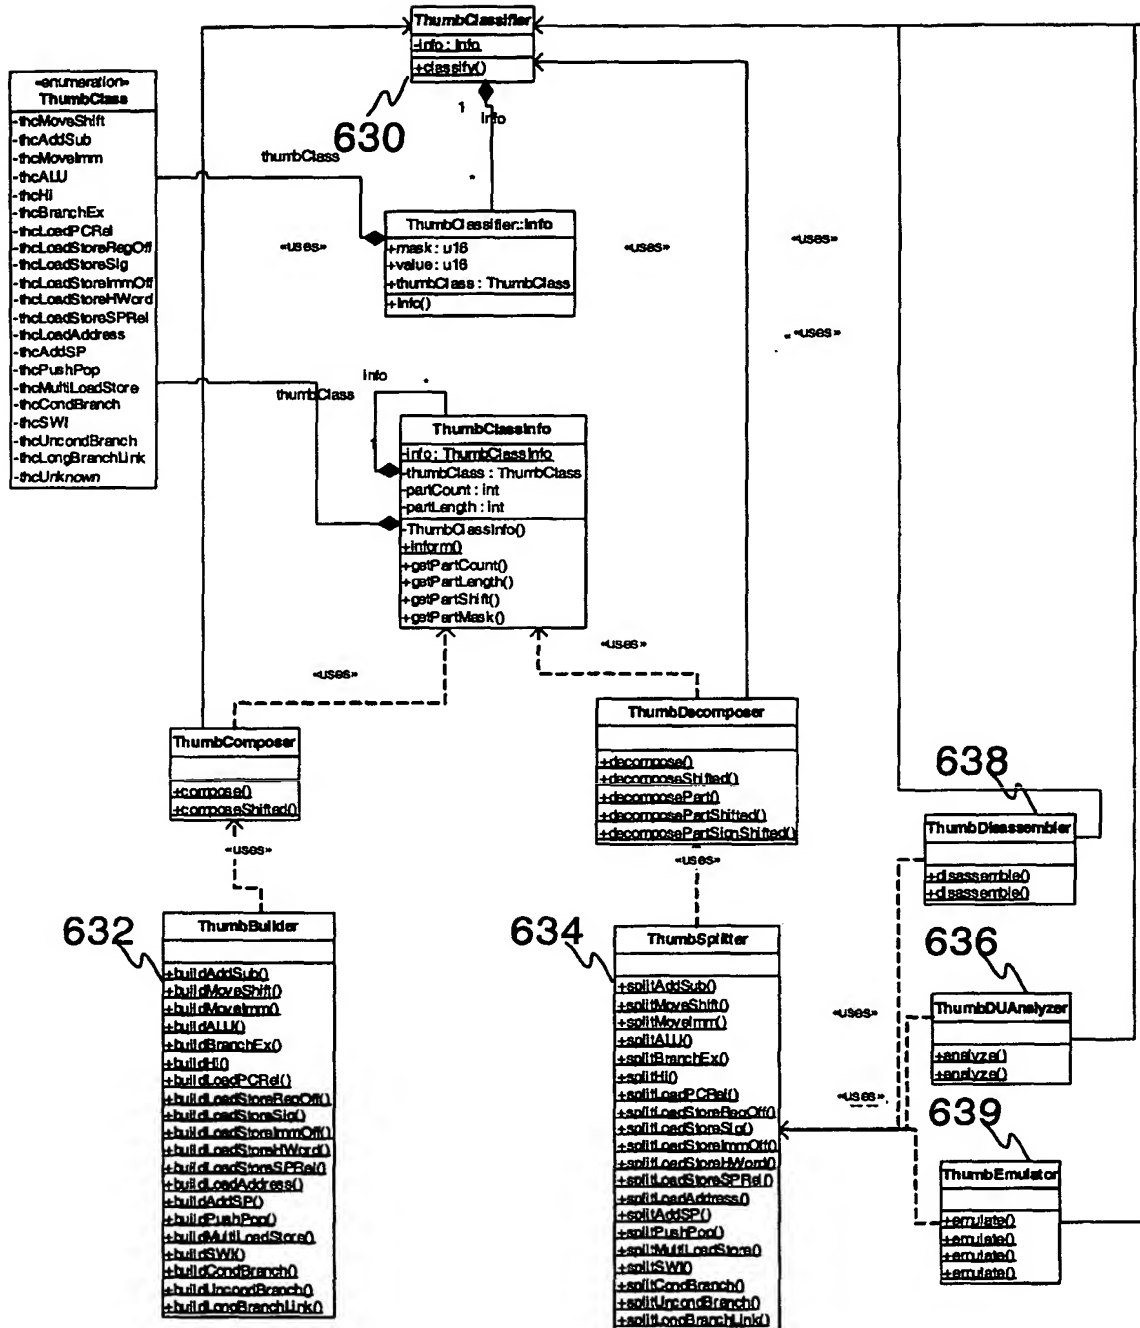 ThumbClassifier
-info : Info
+classify()
630
1
Info
*
«enumeration»
ThumbClass
-thcMoveShift
-thcAddSub
-thcMoveImm
-thcALU
-thcHi
-thcBranchEx
-thcLoadPCRel
-thcLoadStoreRegOff
-thcLoadStoreSig
-thcLoadStoreImmOff
-thcLoadStoreHWord
-thcLoadStoreSPRel
-thcLoadAddress
-thcAddSP
-thcPushPop
-thcMultiLoadStore
-thcCondBranch
-thcSWI
-thcUncondBranch
-thcLongBranchLink
-thcUnknown
thumbClass
ThumbClassifier::Info
+mask : u16
+value : u16
+thumbClass : ThumbClass
+Info()
«uses»
«uses»
«uses»
«uses»
Info
*
thumbClass
ThumbClassInfo
-info : ThumbClassInfo
-thumbClass : ThumbClass
-partCount : int
-partLength : int
-ThumbClassInfo()
+inform()
+getPartCount()
+getPartLength()
+getPartShift()
+getPartMask()
«uses»
«uses»
ThumbComposer
+compose()
+composeShifted()
«uses»
ThumbDecomposer
+decompose()
+decomposeShifted()
+decomposePart()
+decomposePartShifted()
+decomposePartSignShifted()
«uses»
638
ThumbDisassembler
+disassemble()
+disassemble()
632
ThumbBuilder
+buildAddSub()
+buildMoveShift()
+buildMoveImm()
+buildALU()
+buildBranchEx()
+buildHi()
+buildLoadPCRel()
+buildLoadStoreRegOff()
+buildLoadStoreSig()
+buildLoadStoreImmOff()
+buildLoadStoreHWord()
+buildLoadStoreSPRel()
+buildLoadAddress()
+buildAddSP()
+buildPushPop()
+buildMultiLoadStore()
+buildSWI()
+buildCondBranch()
+buildUncondBranch()
+buildLongBranchLink()
634
ThumbSplitter
+splitAddSub()
+splitMoveShift()
+splitMoveImm()
+splitALU()
+splitBranchEx()
+splitHi()
+splitLoadPCRel()
+splitLoadStoreRegOff()
+splitLoadStoreSig()
+splitLoadStoreImmOff()
+splitLoadStoreHWord()
+splitLoadStoreSPRel()
+splitLoadAddress()
+splitAddSP()
+splitPushPop()
+splitMultiLoadStore()
+splitSWI()
+splitCondBranch()
+splitUncondBranch()
+splitLongBranchLink()
636
ThumbDUAnalyzer
+analyze()
+analyze()
«uses»
«uses»
639
ThumbEmulator
+emulate()
+emulate()
+emulate()
+emulate()